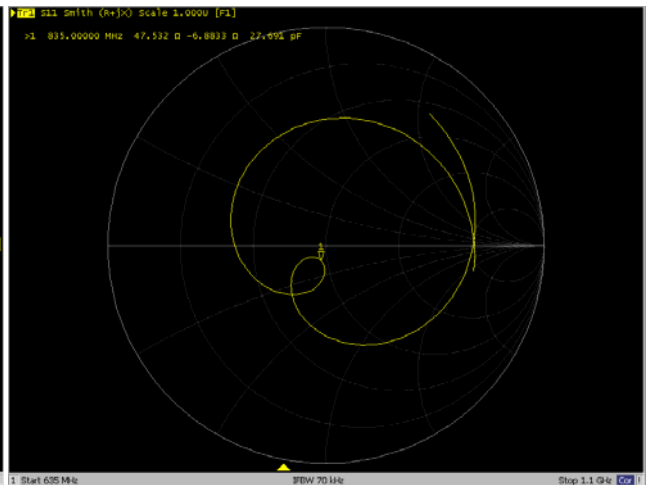 Tr1 S11 Smith (R+jX) Scale 1.000U [F1]
>1 835.00000 MHz 47.532 Ω -6.8833 Ω 27.691 pF
1
1 Start 635 MHz IFBW 70 kHz Stop 1.1 GHz Cor !